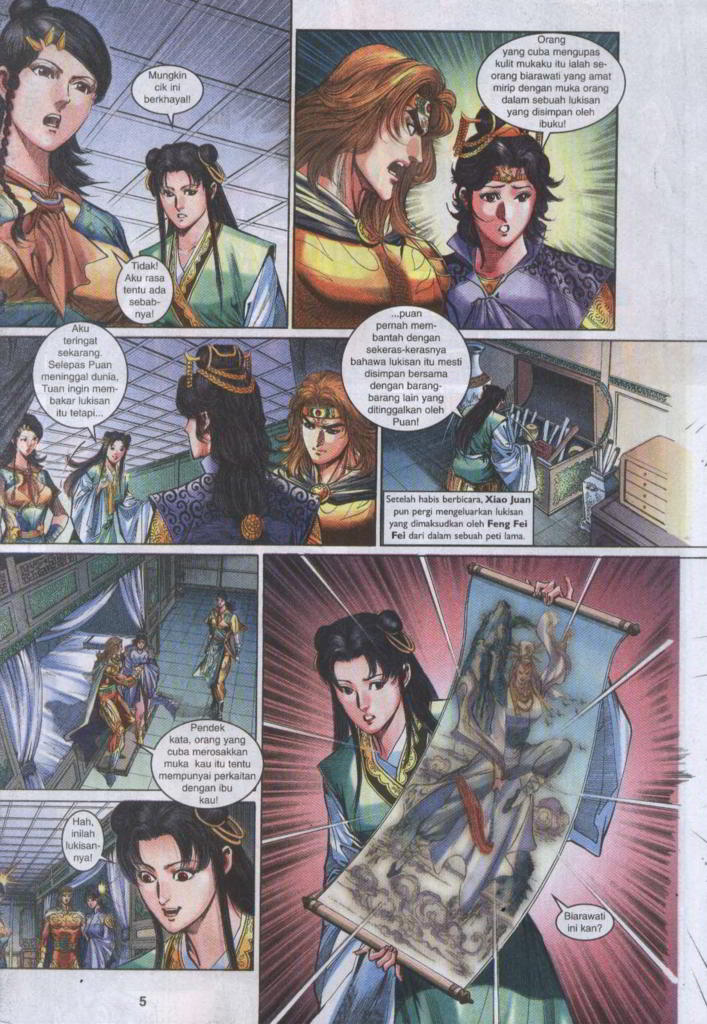 Mungkin
cik ini
berkhayal!
Tidak!
Aku rasa
tentu ada
sebab-
nya!
Orang
yang cuba mengupas
kulit mukaku itu ialah se-
orang biarawati yang amat
mirip dengan muka orang
dalam sebuah lukisan
yang disimpan oleh
ibuku!
Aku
teringat
sekarang.
Selepas Puan
meninggal dunia,
Tuan ingin mem-
bakar lukisan
itu tetapi...
...puan
pernah mem-
bantah dengan
sekeras-kerasnya
bahawa lukisan itu mesti
disimpan bersama
dengan barang-
barang lain yang
ditinggalkan oleh
Puan!
Setelah habis berbicara, Xiao Juan
pun pergi mengeluarkan lukisan
yang dimaksudkan oleh Feng Fei
Fei dari dalam sebuah peti lama.
Pendek
kata, orang yang
cuba merosakkan
muka kau itu tentu
mempunyai perkaitan
dengan ibu
kau!
Hah,
inilah
lukisan-
nya!
Biarawati
ini kan?
5